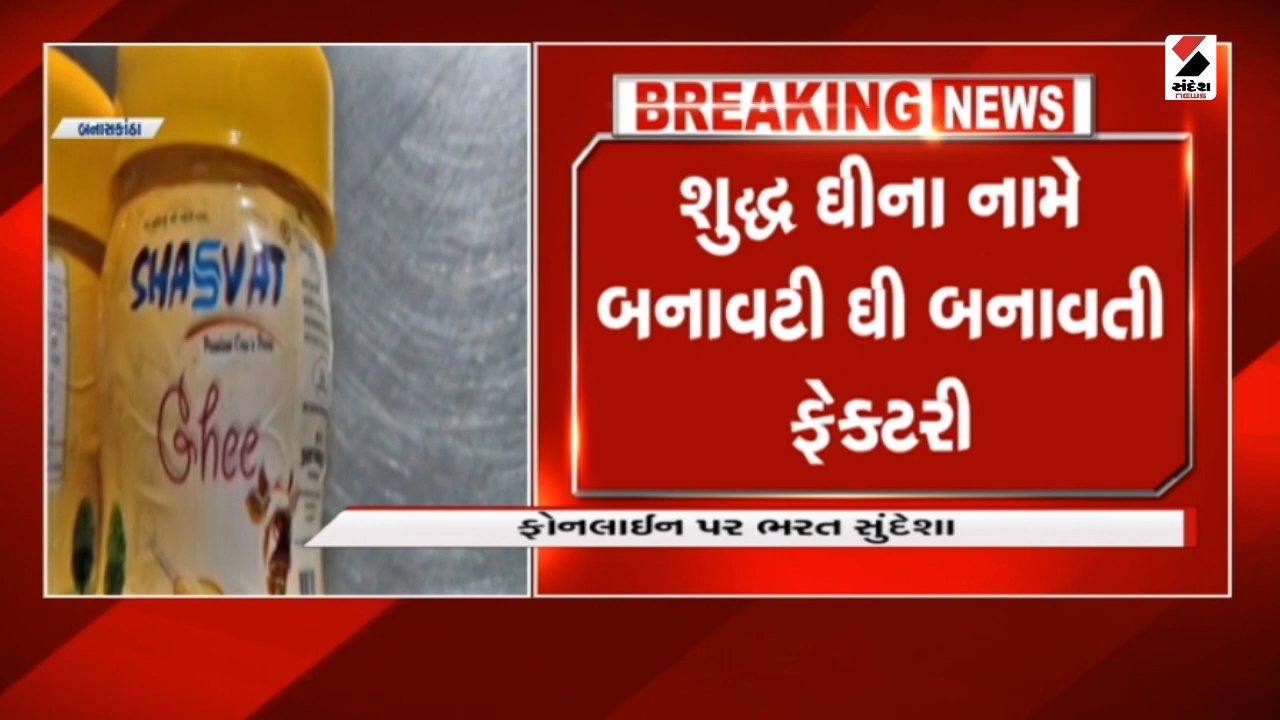 બનાસકાંઠા
SHASVAT
Ghee
સંદેશ
NEWS
BREAKING NEWS
શુદ્ધ ઘીના નામે
બનાવટી ઘી બનાવતી
ફેક્ટરી
ફોનલાઈન પર ભરત સુંદેશા